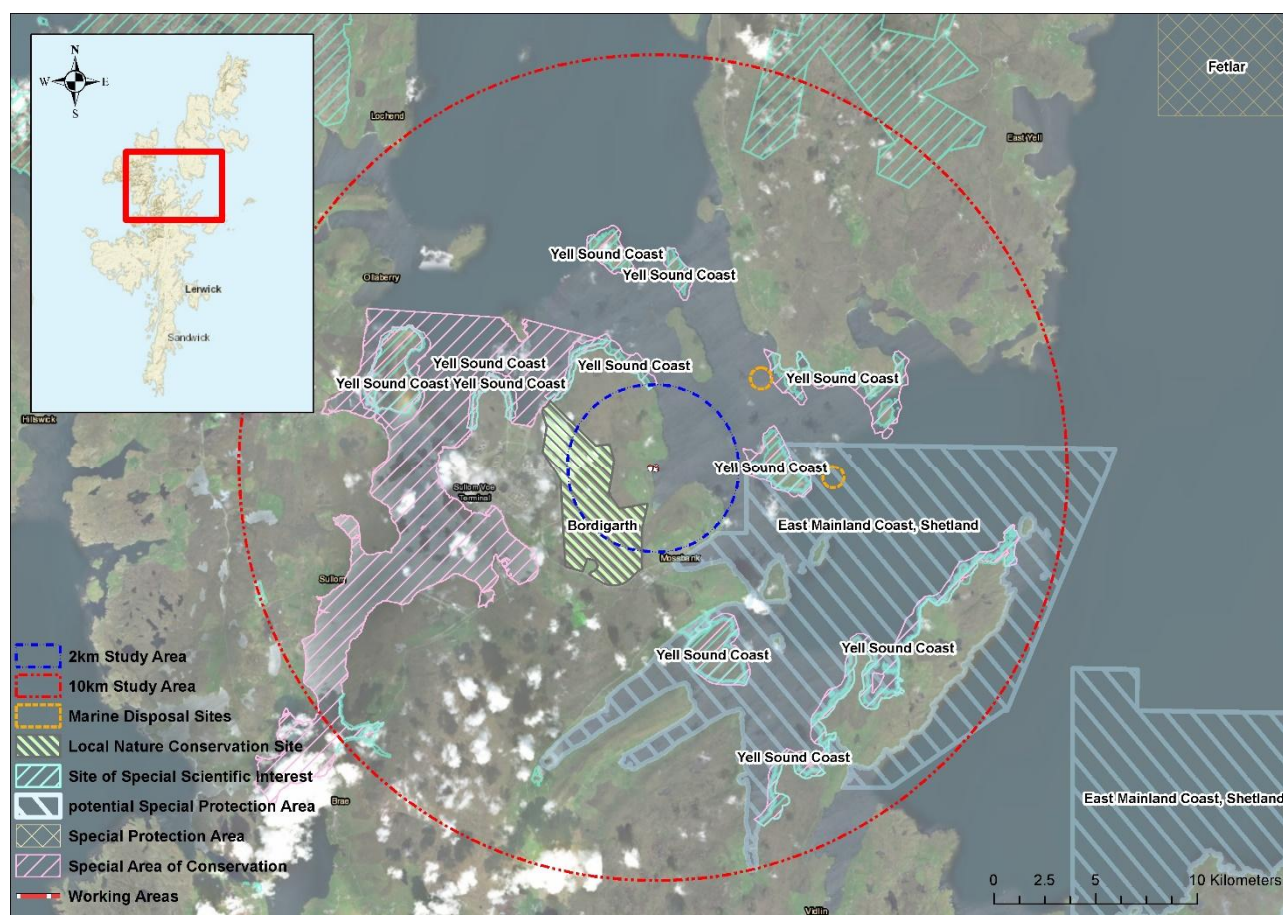 N
W E
S
Lerwick
Sandwick
Lochend
Fetlar
East Yell
Ollaberry
Yell Sound Coast
Yell Sound Coast
Yell Sound Coast
Yell Sound Coast
Yell Sound Coast
Yell Sound Coast
Yell Sound Coast
Hillswick
Yell Sound Coast
Sullom Voe
Terminal
Bordigarth
East Mainland Coast, Shetland
Mossbank
Sullom
Yell Sound Coast
Yell Sound Coast
Yell Sound Coast
Brae
East Mainland Coast, Shetland
Vidlin
2km Study Area
10km Study Area
Marine Disposal Sites
Local Nature Conservation Site
Site of Special Scientific Interest
potential Special Protection Area
Special Protection Area
Special Area of Conservation
Working Areas
0 2.5 5 10 Kilometers